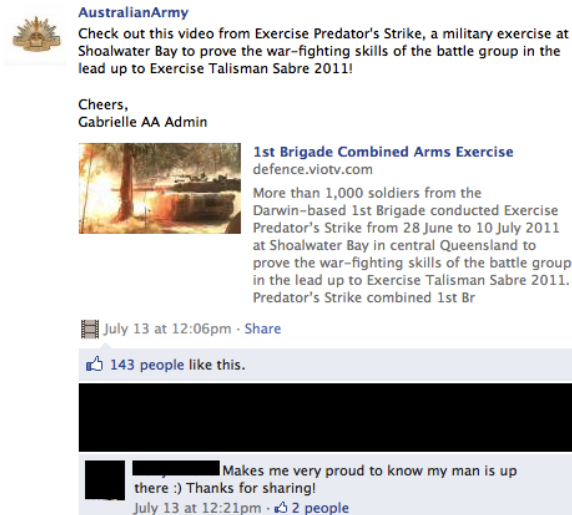 AustralianArmy
Check out this video from Exercise Predator's Strike, a military exercise at
Shoalwater Bay to prove the war-fighting skills of the battle group in the
lead up to Exercise Talisman Sabre 2011!
Cheers,
Gabrielle AA Admin
1st Brigade Combined Arms Exercise
defence.viotv.com
More than 1,000 soldiers from the
Darwin-based 1st Brigade conducted Exercise
Predator's Strike from 28 June to 10 July 2011
at Shoalwater Bay in central Queensland to
prove the war-fighting skills of the battle group
in the lead up to Exercise Talisman Sabre 2011.
Predator's Strike combined 1st Br
July 13 at 12:06pm · Share
143 people like this.
Makes me very proud to know my man is up
there :) Thanks for sharing!
July 13 at 12:21pm · 2 people